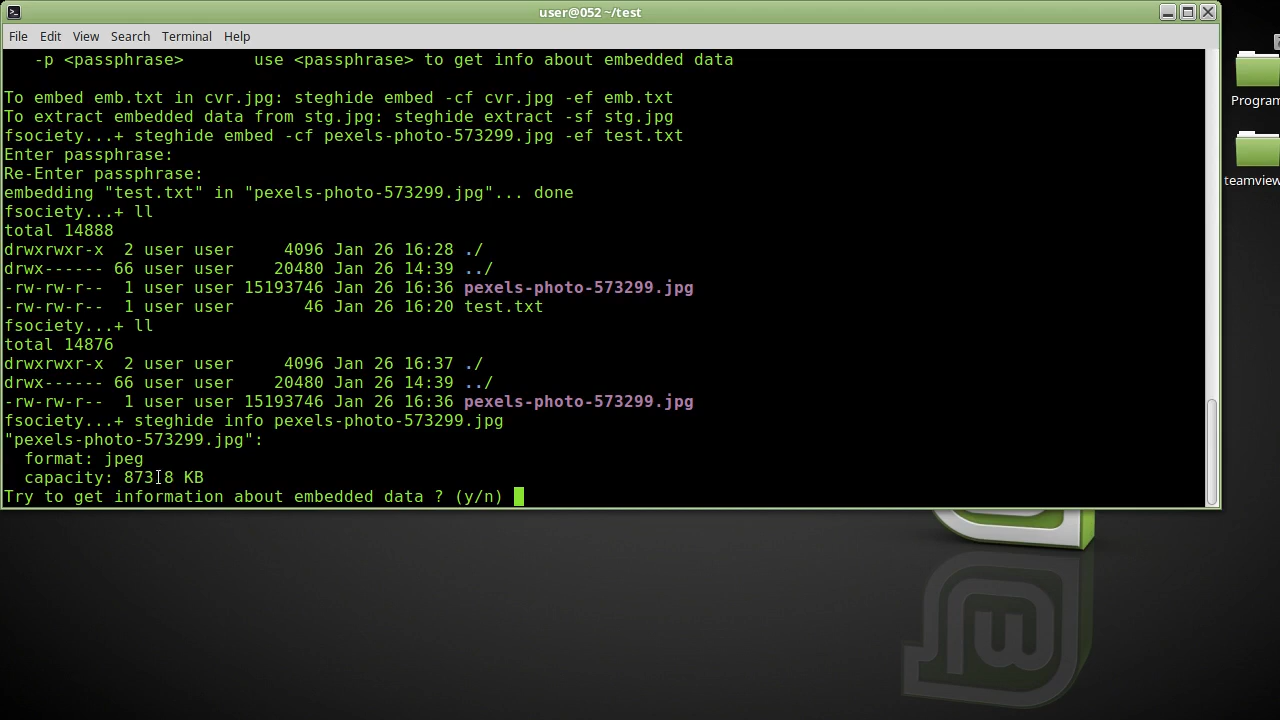 user@052 ~/test
File Edit View Search Terminal Help
-p <passphrase> use <passphrase> to get info about embedded data
To embed emb.txt in cvr.jpg: steghide embed -cf cvr.jpg -ef emb.txt
To extract embedded data from stg.jpg: steghide extract -sf stg.jpg
fsociety...+ steghide embed -cf pexels-photo-573299.jpg -ef test.txt
Enter passphrase:
Re-Enter passphrase:
embedding "test.txt" in "pexels-photo-573299.jpg"... done
fsociety...+ ll
total 14888
drwxrwxr-x 2 user user 4096 Jan 26 16:28 ./
drwx------ 66 user user 20480 Jan 26 14:39 ../
-rw-rw-r-- 1 user user 15193746 Jan 26 16:36 pexels-photo-573299.jpg
-rw-rw-r-- 1 user user 46 Jan 26 16:20 test.txt
fsociety...+ ll
total 14876
drwxrwxr-x 2 user user 4096 Jan 26 16:37 ./
drwx------ 66 user user 20480 Jan 26 14:39 ../
-rw-rw-r-- 1 user user 15193746 Jan 26 16:36 pexels-photo-573299.jpg
fsociety...+ steghide info pexels-photo-573299.jpg
"pexels-photo-573299.jpg":
format: jpeg
capacity: 873.8 KB
Try to get information about embedded data ? (y/n)
Program
teamview